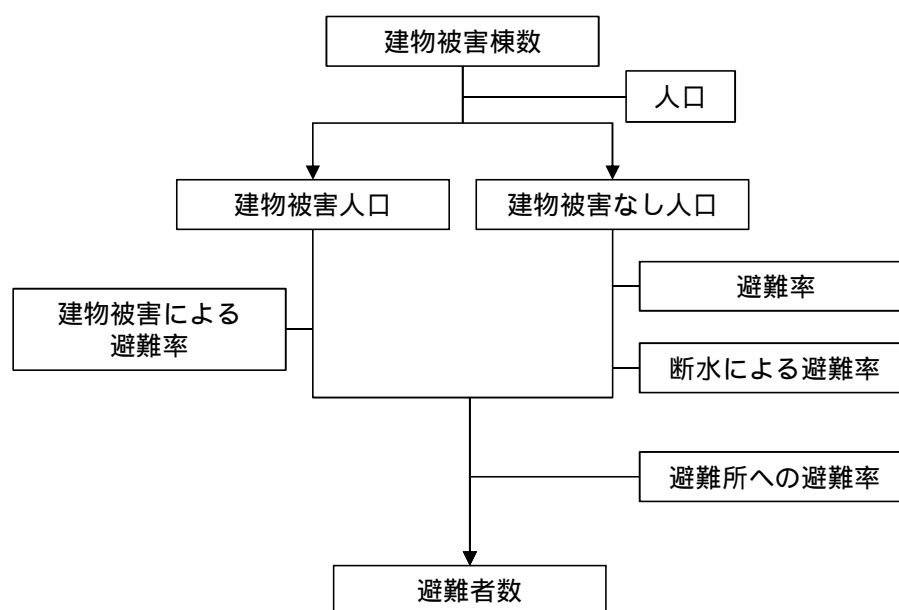 建物被害棟数
人口
建物被害人口
建物被害なし人口
避難率
建物被害による
避難率
断水による避難率
避難所への避難率
避難者数